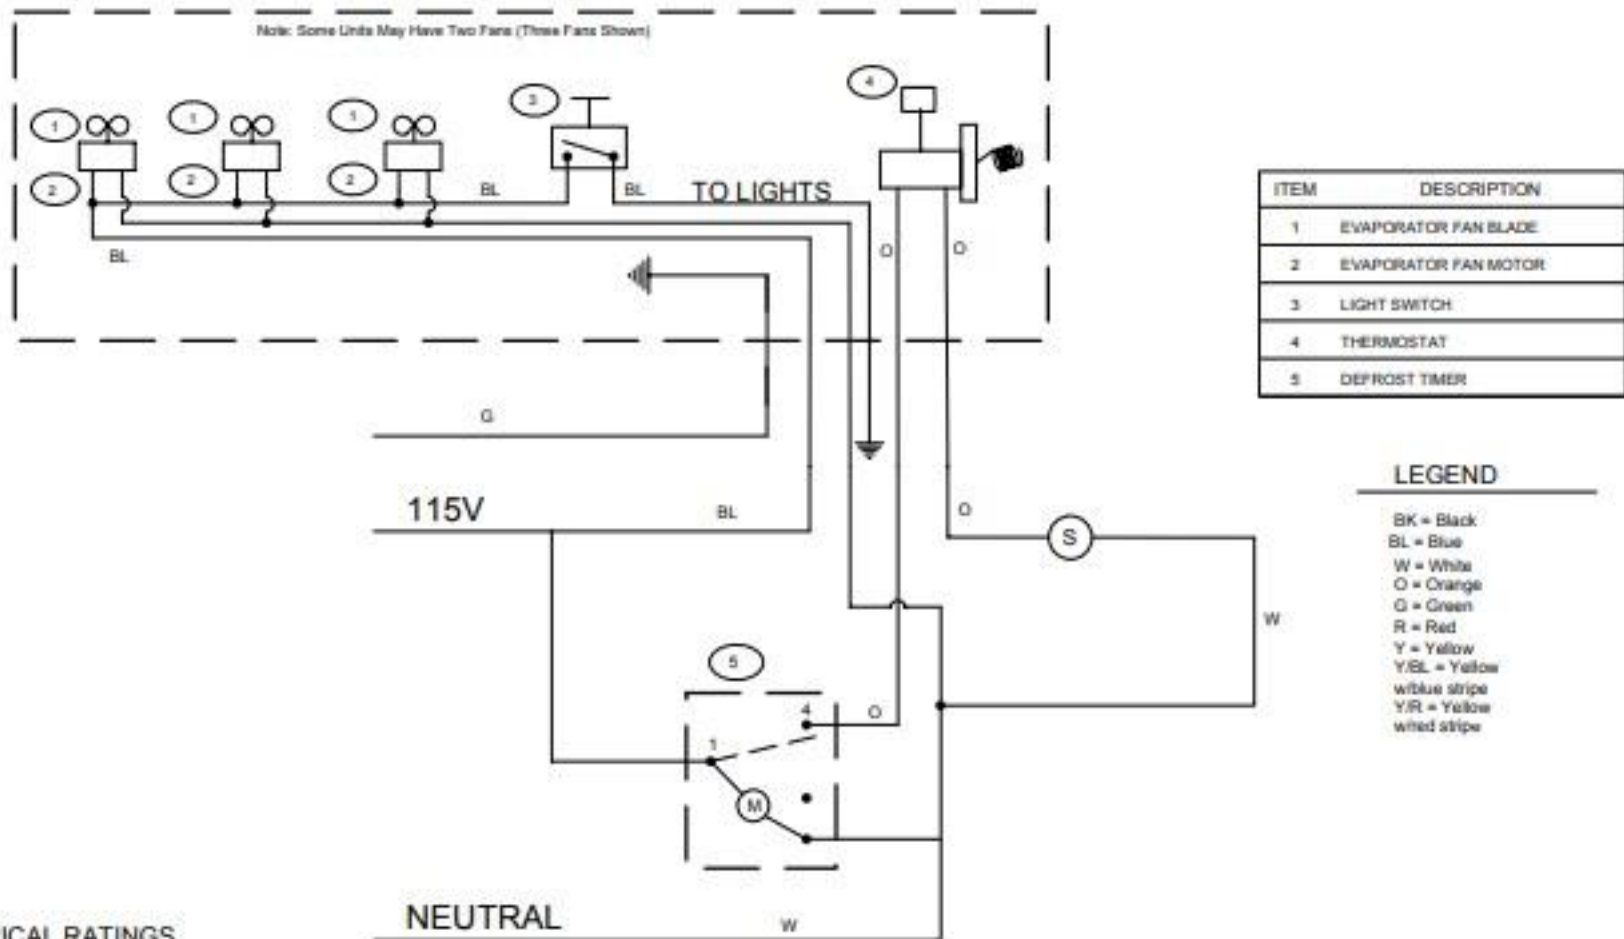 Note: Some Units May Have Two Fans (Three Fans Shown)
1
1
1
3
4
2
2
2
BL
BL
TO LIGHTS
BL
O
O
G
115V
BL
O
S
W
5
4
O
1
M
NEUTRAL
W
ICAL RATINGS
ITEM DESCRIPTION
1 EVAPORATOR FAN BLADE
2 EVAPORATOR FAN MOTOR
3 LIGHT SWITCH
4 THERMOSTAT
5 DEFROST TIMER
LEGEND
BK = Black
BL = Blue
W = White
O = Orange
G = Green
R = Red
Y = Yellow
Y/BL = Yellow
w/blue stripe
Y/R = Yellow
w/red stripe